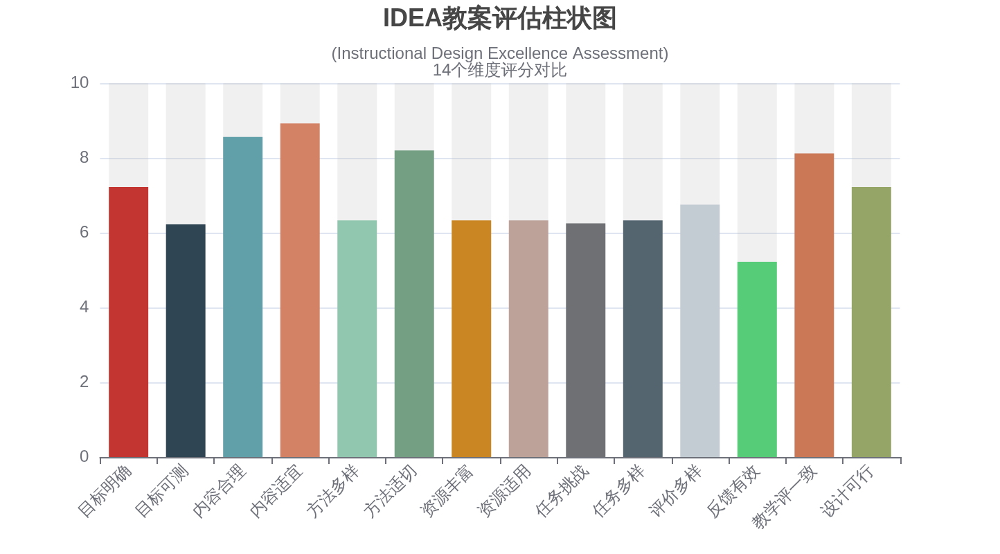 IDEA教案评估柱状图
(Instructional Design Excellence Assessment)
14个维度评分对比
10
8
6
4
2
0
目标明确
目标可测
内容合理
内容适宜
方法多样
方法适切
资源丰富
资源适用
任务挑战
任务多样
评价多样
反馈有效
教学评一致
设计可行